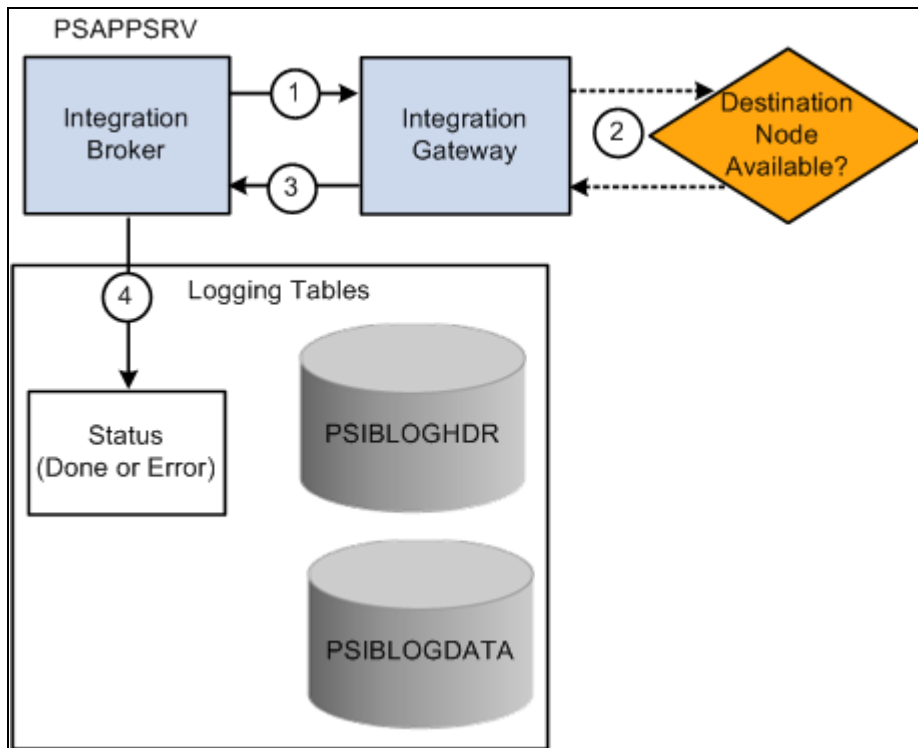 PSAPPSRV
Integration
Broker
1
Integration
Gateway
2
Destination
Node
Available?
3
4
Logging Tables
Status
(Done or Error)
PSIBLOGHDR
PSIBLOGDATA